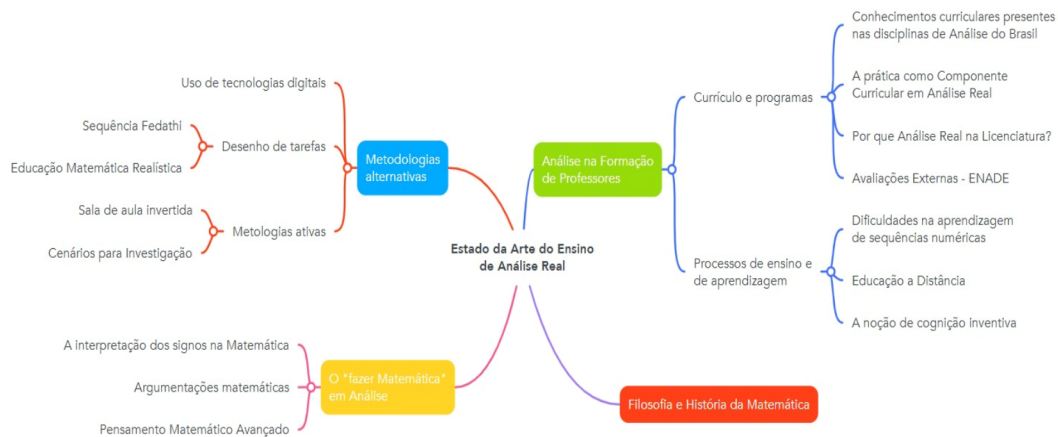 Estado da Arte do Ensino
de Análise Real
Metodologias
alternativas
Uso de tecnologias digitais
Desenho de tarefas
Sequência Fedathi
Educação Matemática Realística
Metologias ativas
Sala de aula invertida
Cenários para Investigação
O "fazer Matemática"
em Análise
A interpretação dos signos na Matemática
Argumentações matemáticas
Pensamento Matemático Avançado
Análise na Formação
de Professores
Currículo e programas
Conhecimentos curriculares presentes
nas disciplinas de Análise do Brasil
A prática como Componente
Curricular em Análise Real
Por que Análise Real na Licenciatura?
Avaliações Externas - ENADE
Processos de ensino e
de aprendizagem
Dificuldades na aprendizagem
de sequências numéricas
Educação a Distância
A noção de cognição inventiva
Filosofia e História da Matemática